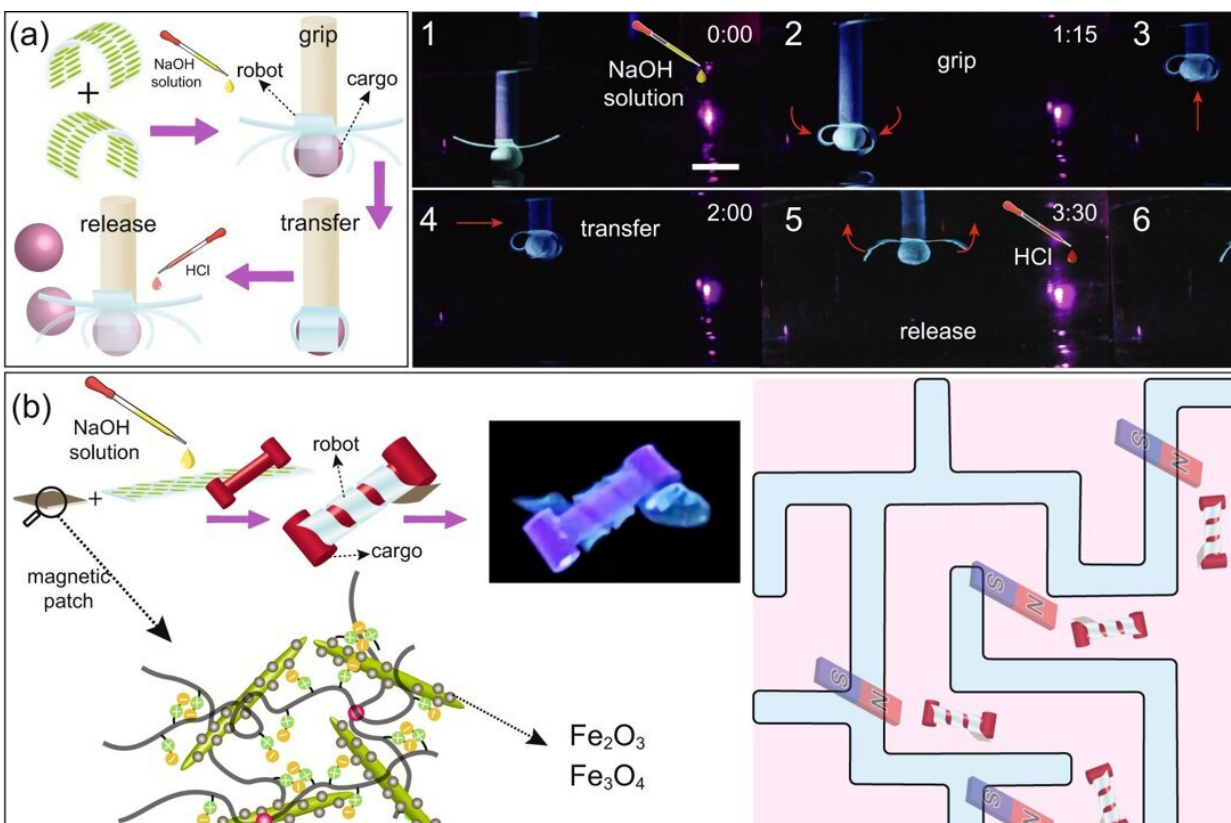 (a)
NaOH
solution
robot
grip
cargo
release
HCl
transfer
1
0:00
NaOH
solution
2
grip
1:15
3
4
2:00
transfer
5
3:30
HCl
release
6
(b)
NaOH
solution
+
robot
cargo
magnetic
patch
Fe₂O₃
Fe₃O₄
S N
S N
S N
S N